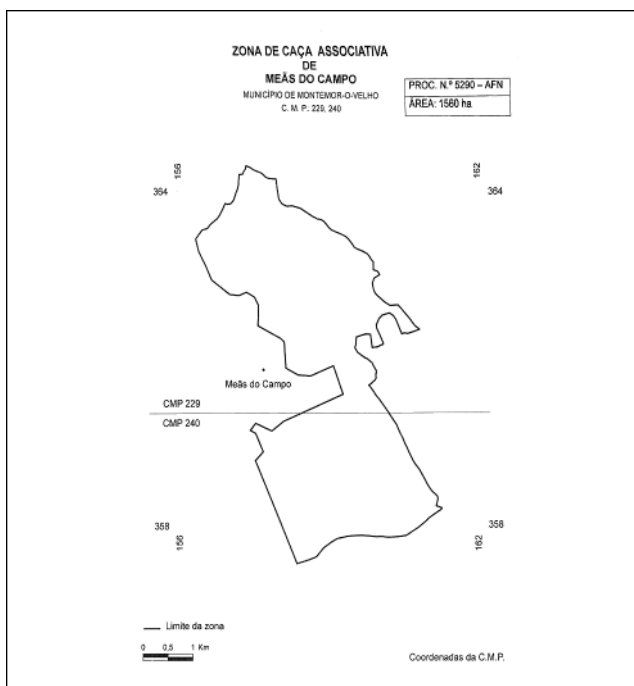 ZONA DE CAÇA ASSOCIATIVA
DE
MEÃS DO CAMPO
MUNICÍPIO DE MONTEMOR-O-VELHO
C. M. P: 229, 240
PROC. N.º 5290 – AFN
ÁREA: 1560 ha
156
364
162
364
Meãs do Campo
CMP 229
CMP 240
358
156
358
162
Limite da zona
0 0,5 1 Km
Coordenadas da C.M.P.